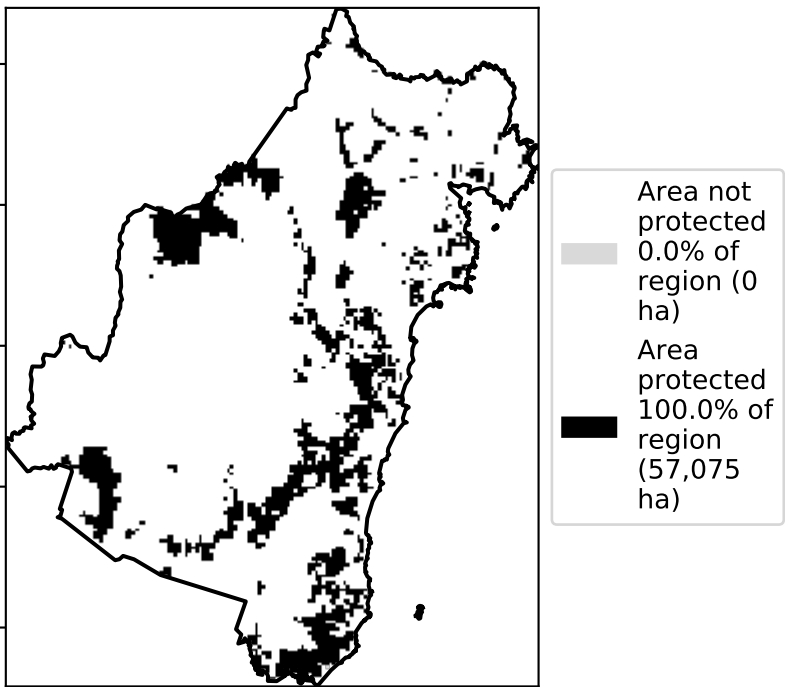 Area not
protected
0.0% of
region (0
ha)
Area
protected
100.0% of
region
(57,075
ha)